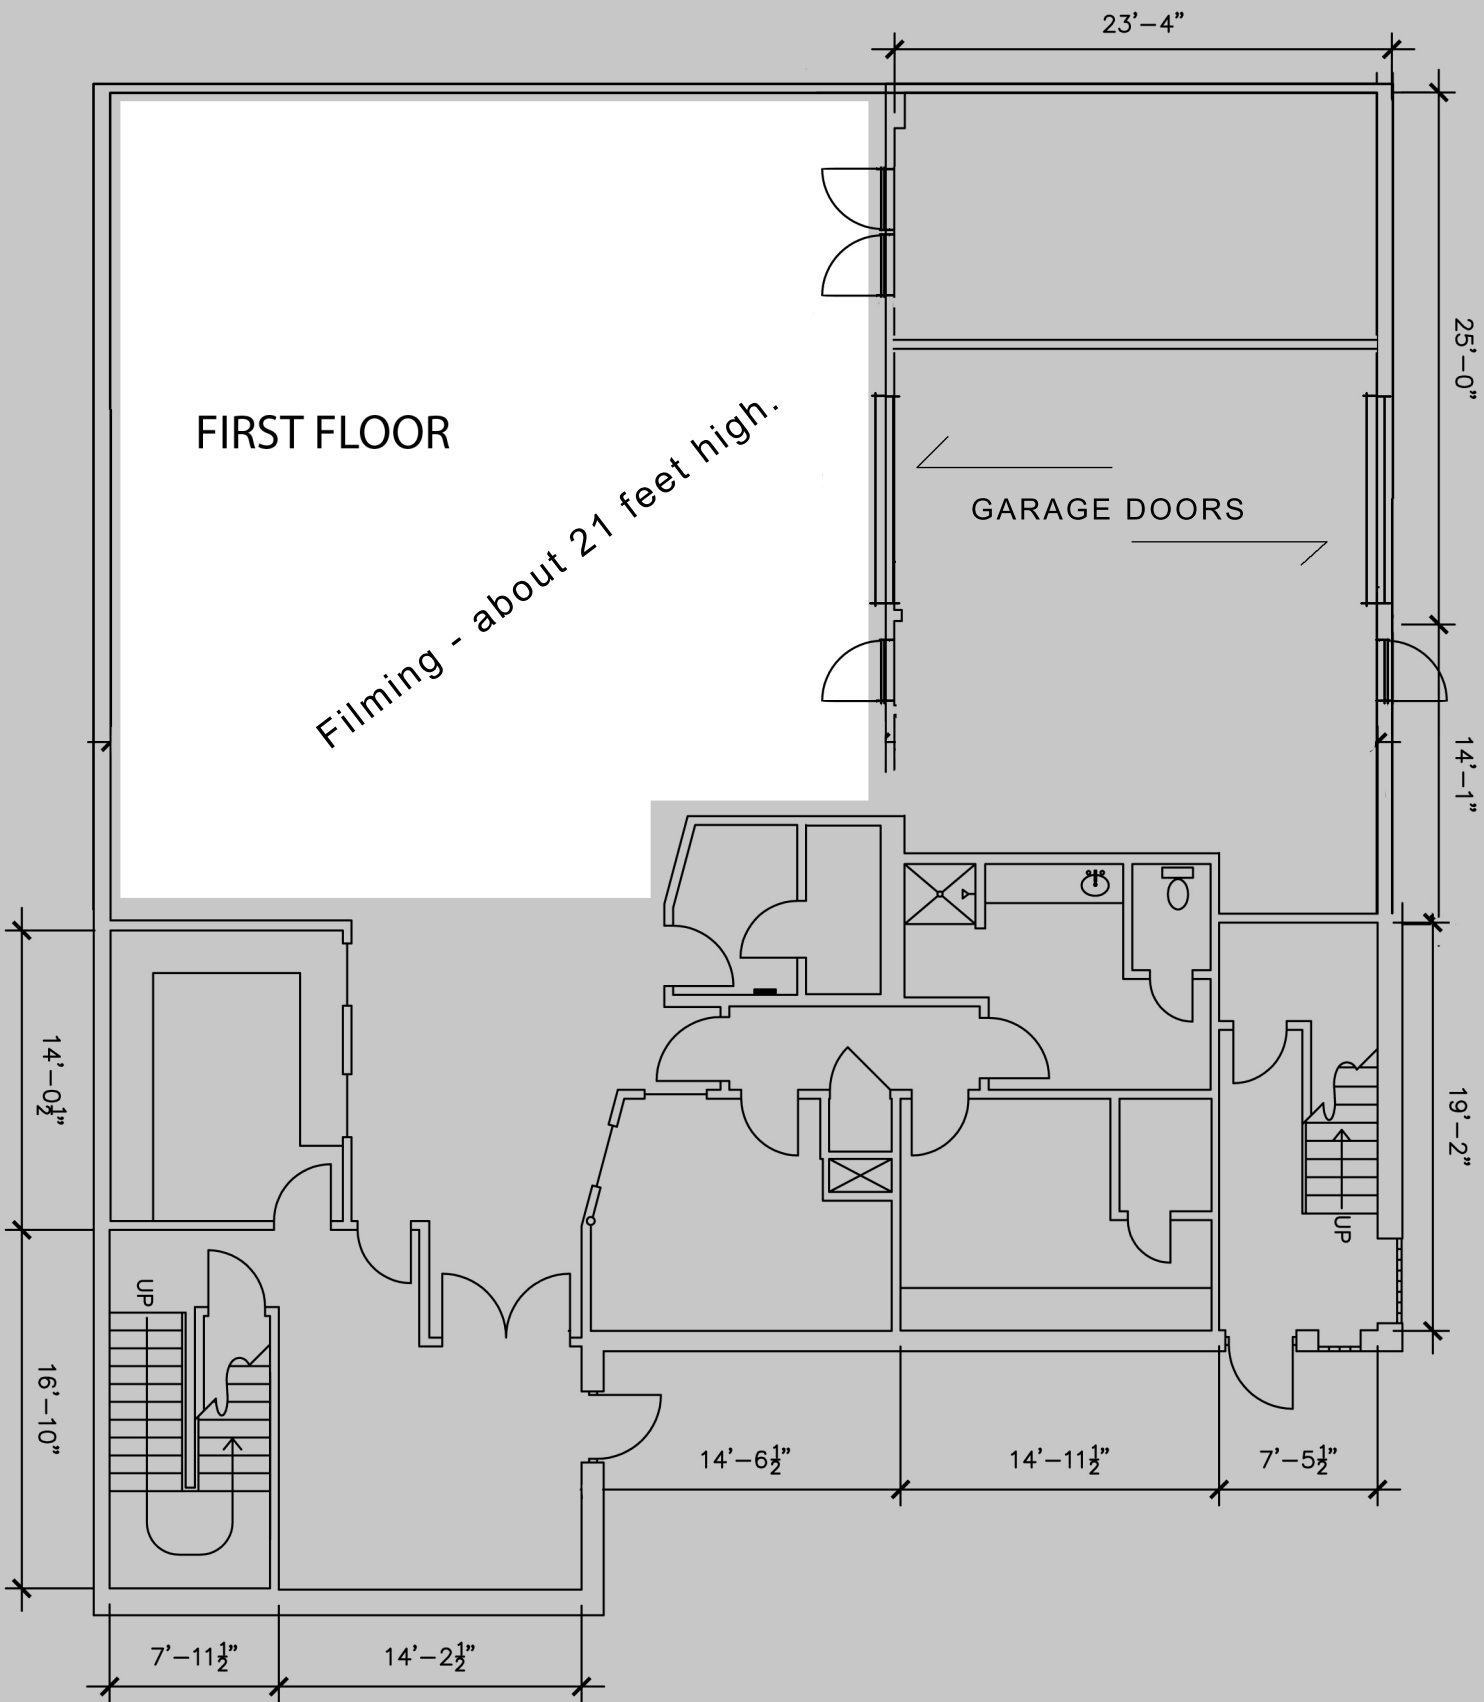 23'-4"
25'-0"
FIRST FLOOR
Filming - about 21 feet high.
GARAGE DOORS
14'-1"
14'-0½"
19'-2"
UP
UP
16'-10"
14'-6½"
14'-11½"
7'-5½"
7'-11½"
14'-2½"